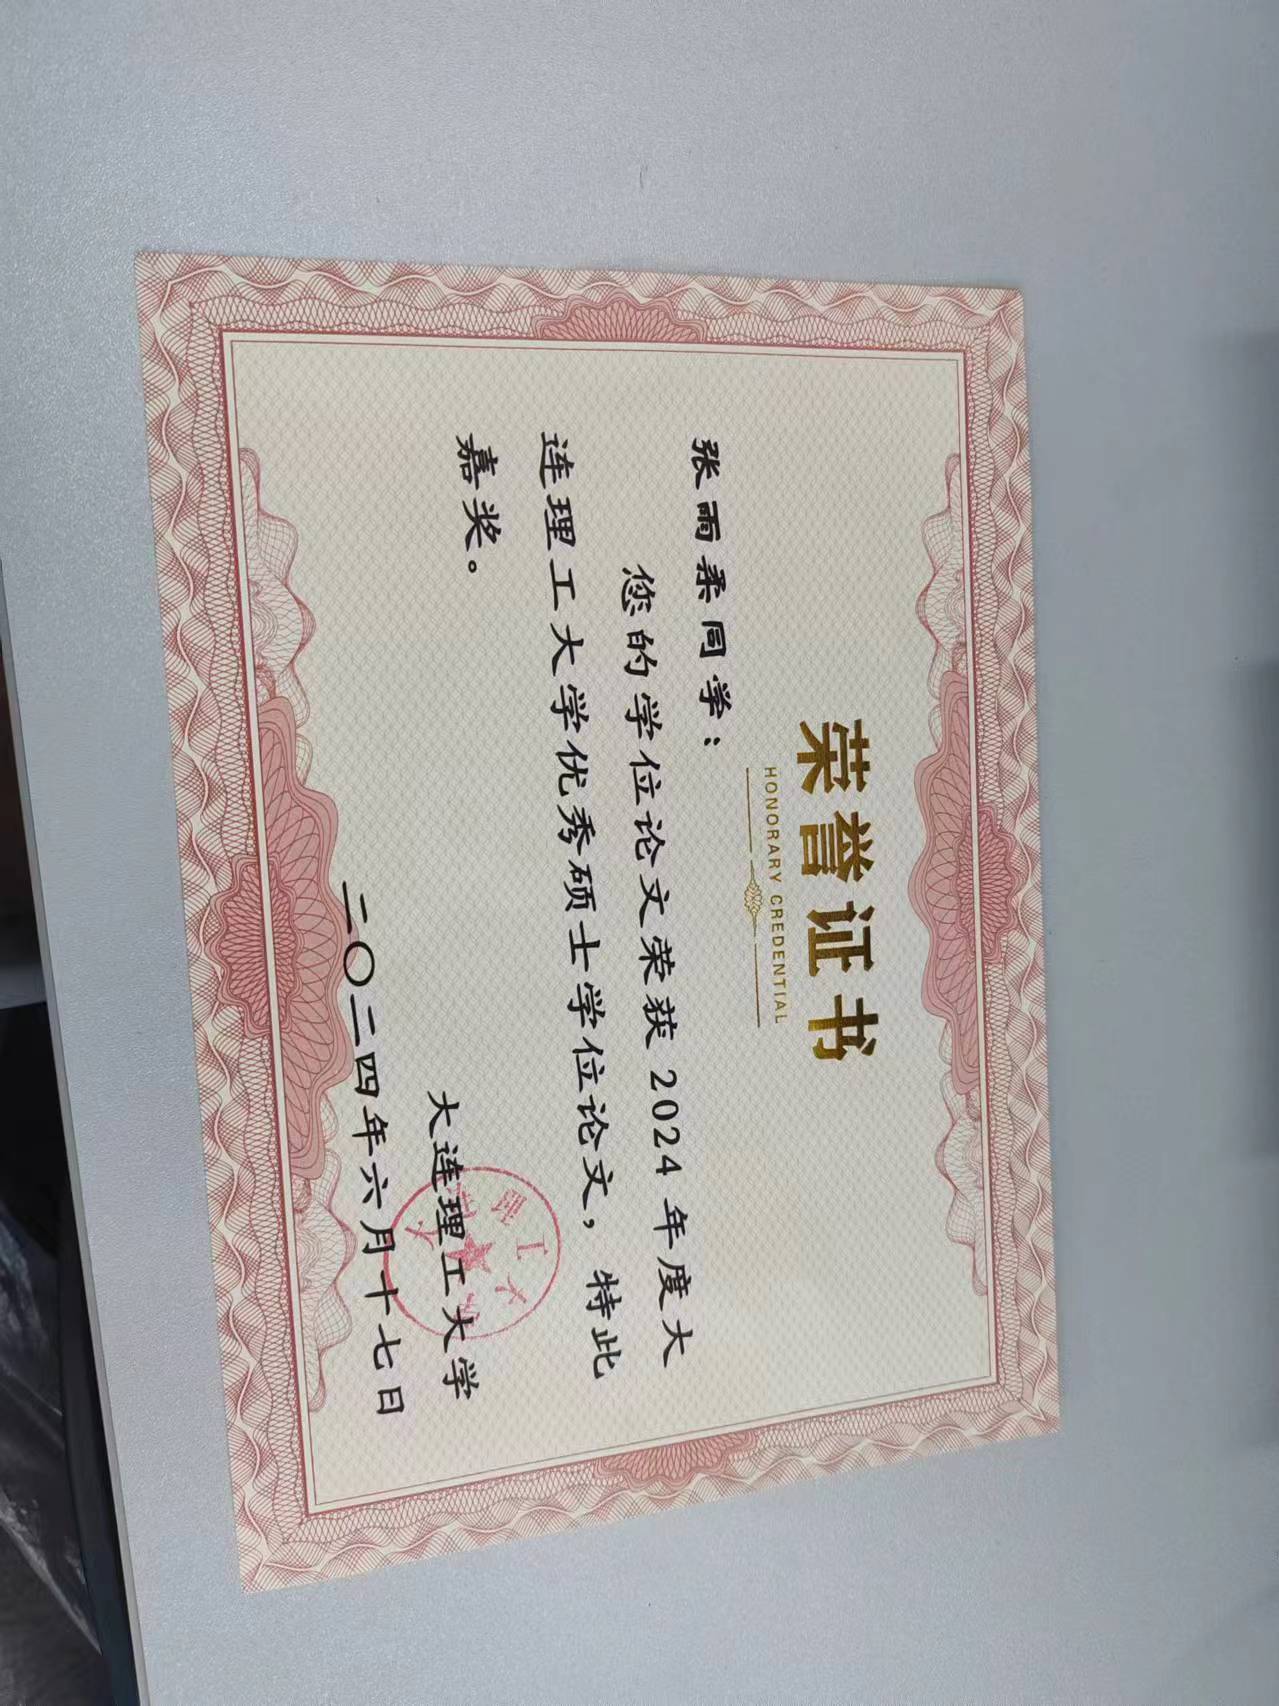 荣誉证书
HONORARY CREDENTIAL
张雨柔同学：
您的学位论文荣获2024年度大
连理工大学优秀硕士学位论文，特此
嘉奖。
大连理工大学
二〇二四年六月十七日